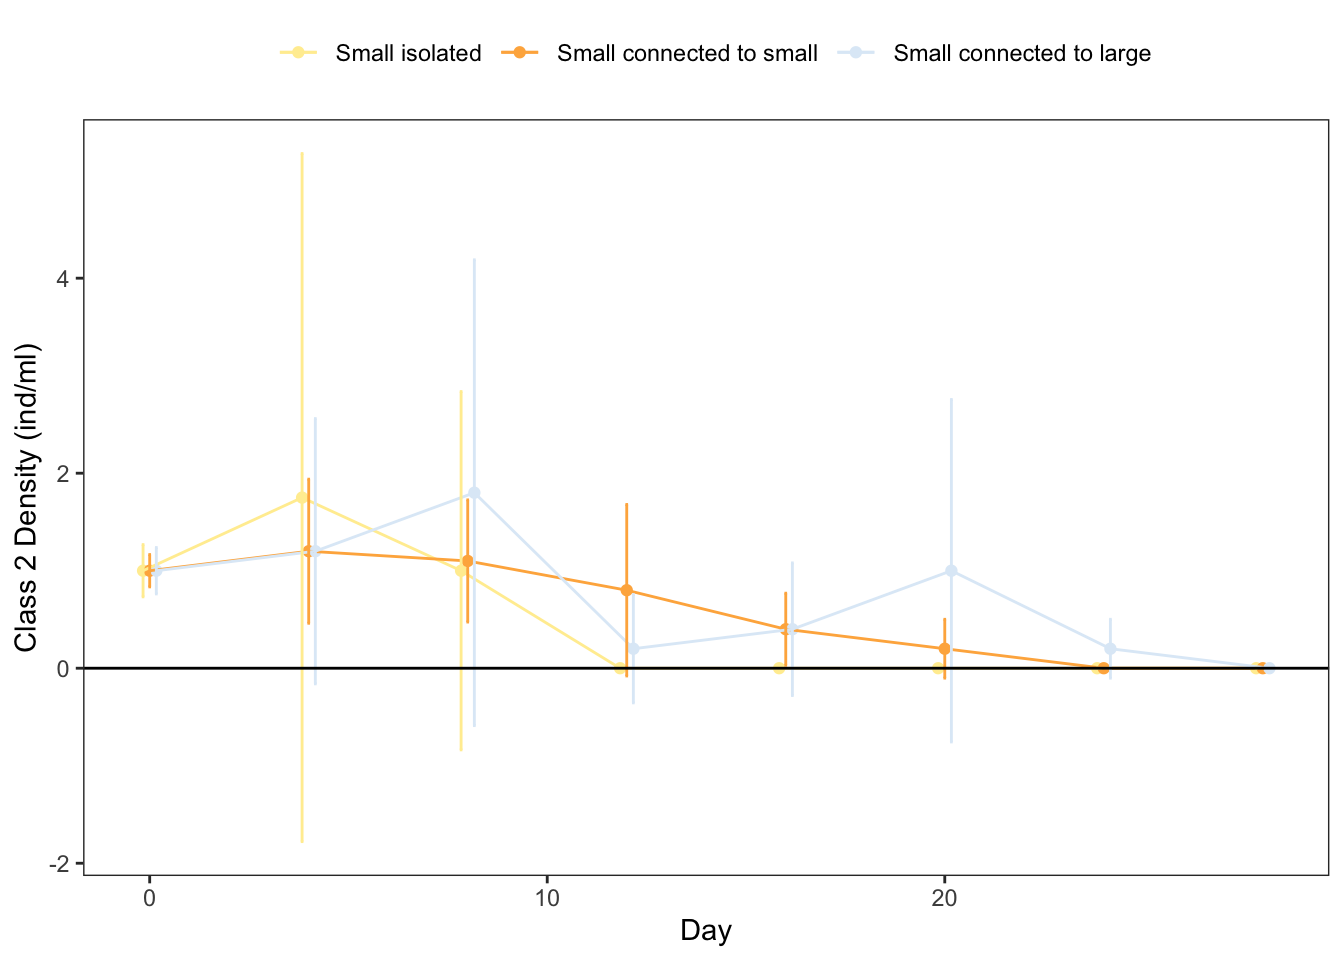 Small isolated Small connected to small Small connected to large
Class 2 Density (ind/ml)
4
2
0
-2
0 10 20
Day